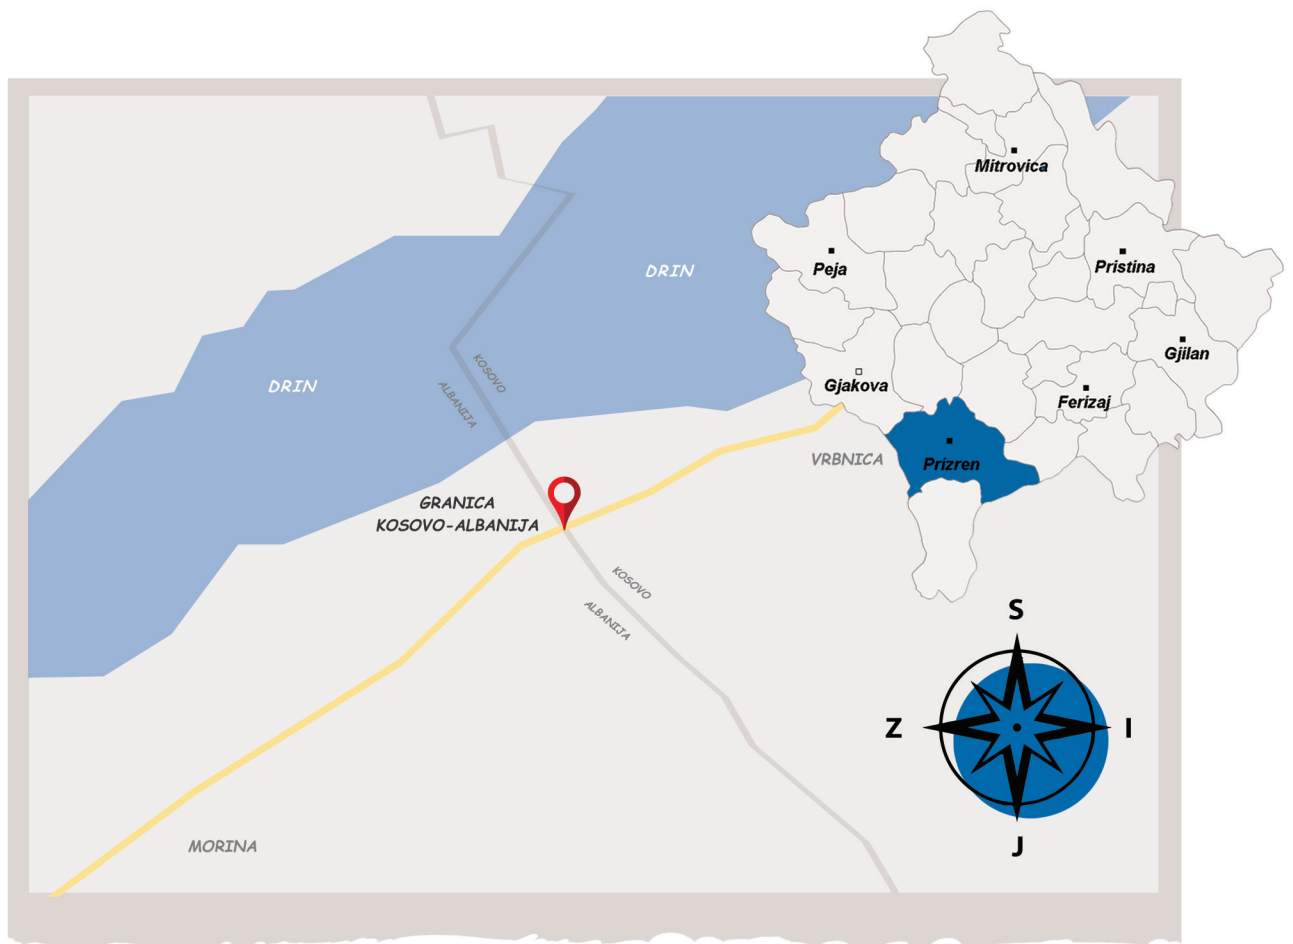 Mitrovica
Peja
Pristina
DRIN
Gjilan
DRIN
KOSOVO
ALBANIJA
Gjakova
Ferizaj
VRBNICA
Prizren
GRANICA
KOSOVO-ALBANIJA
KOSOVO
ALBANIJA
S
Z
I
J
MORINA